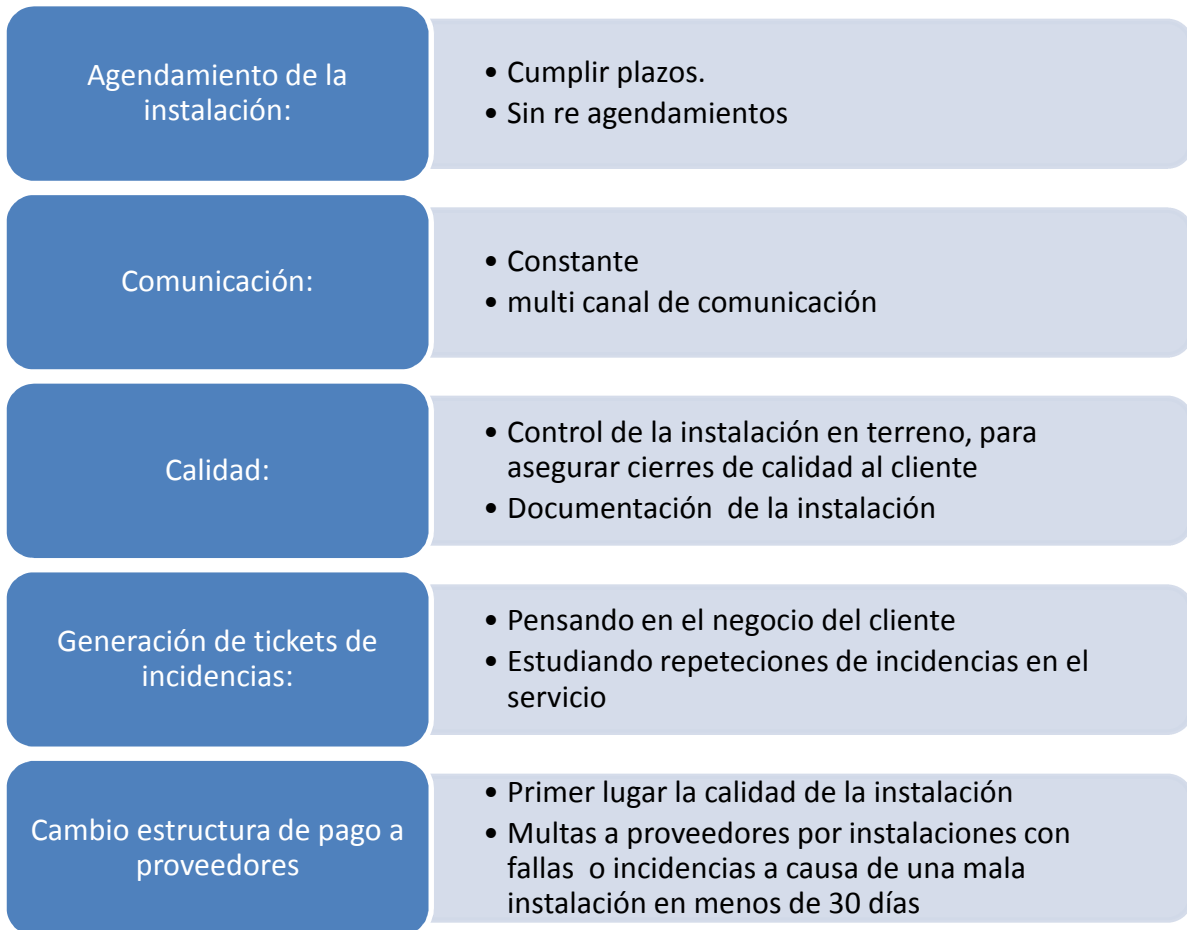 Agendamiento de la
instalación:
• Cumplir plazos.
• Sin re agendamientos
Comunicación:
• Constante
• multi canal de comunicación
Calidad:
• Control de la instalación en terreno, para
asegurar cierres de calidad al cliente
• Documentación de la instalación
Generación de tickets de
incidencias:
• Pensando en el negocio del cliente
• Estudiando repeteciones de incidencias en el
servicio
Cambio estructura de pago a
proveedores
• Primer lugar la calidad de la instalación
• Multas a proveedores por instalaciones con
fallas o incidencias a causa de una mala
instalación en menos de 30 días